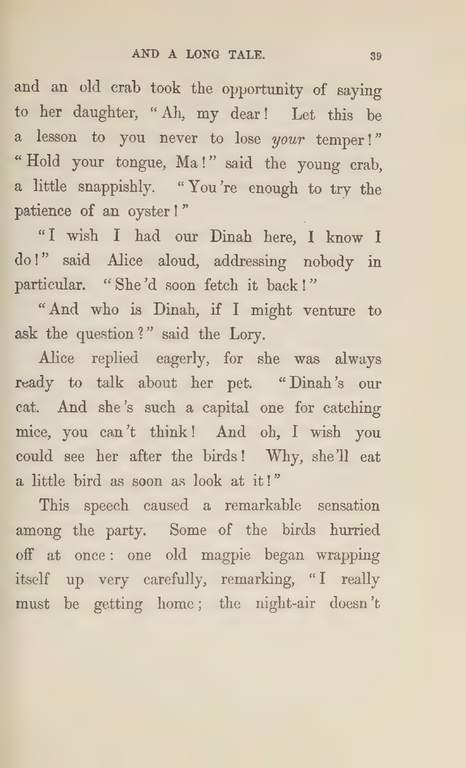 AND A LONG TALE. 39
and an old crab took the opportunity of saying
to her daughter, “Ah, my dear! Let this be
a lesson to you never to lose your temper!”
“Hold your tongue, Ma!” said the young crab,
a little snappishly. “You’re enough to try the
patience of an oyster!”
“I wish I had our Dinah here, I know I
do!” said Alice aloud, addressing nobody in
particular. “She’d soon fetch it back!”
“And who is Dinah, if I might venture to
ask the question?” said the Lory.
Alice replied eagerly, for she was always
ready to talk about her pet. “Dinah’s our
cat. And she’s such a capital one for catching
mice, you can’t think! And oh, I wish you
could see her after the birds! Why, she’ll eat
a little bird as soon as look at it!”
This speech caused a remarkable sensation
among the party. Some of the birds hurried
off at once: one old magpie began wrapping
itself up very carefully, remarking, “I really
must be getting home; the night-air doesn’t